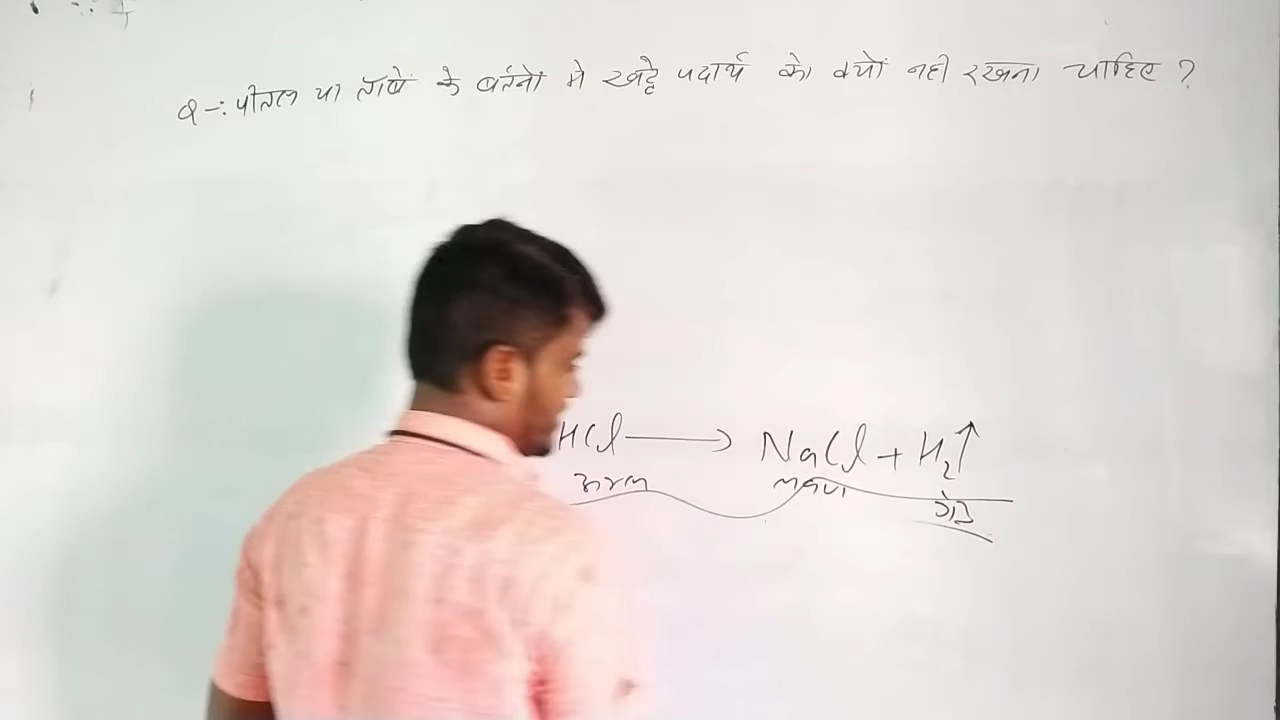 Q-: पीतल या ताँबे के बर्तनों मे खट्टे पदार्थ को क्यों नही रखना चाहिए ?
HCl → NaCl + H₂↑
अम्ल लवण